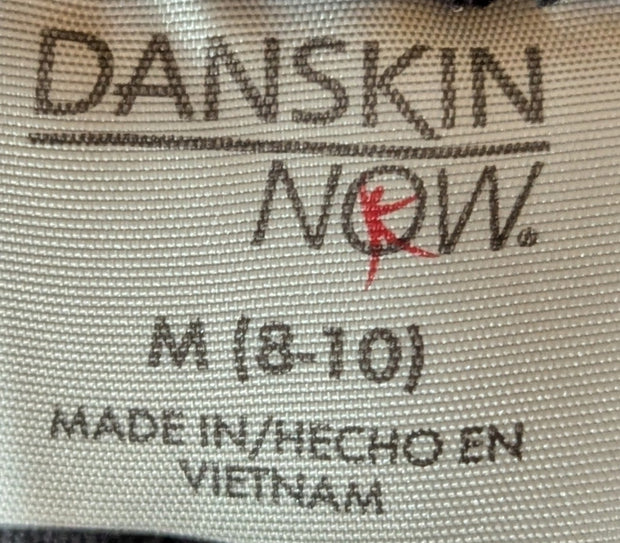 DANSKIN
NOW®
M (8-10)
MADE IN/HECHO EN
VIETNAM